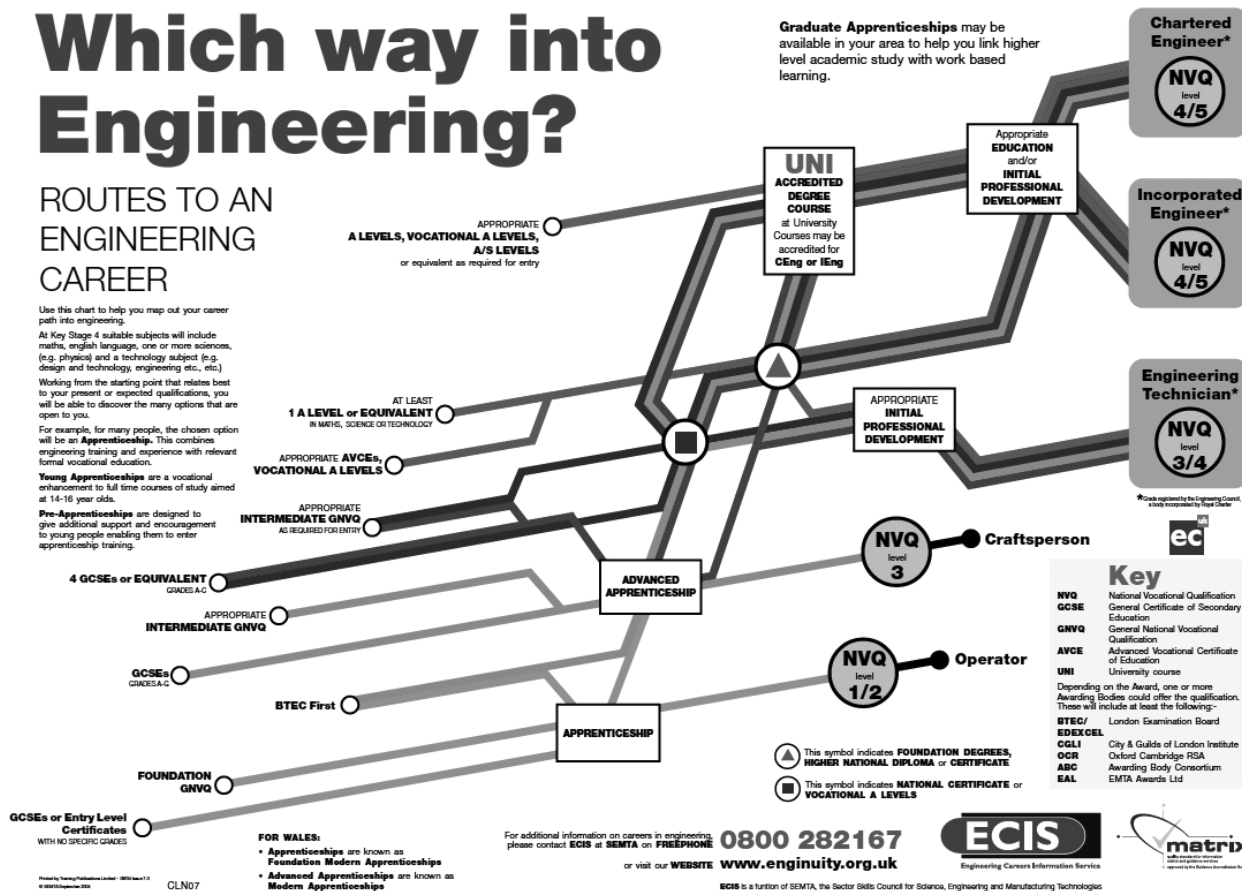 Which way into
Engineering?
ROUTES TO AN
ENGINEERING
CAREER
Use this chart to help you map out your career
path into engineering.
At Key Stage 4 suitable subjects will include
maths, english language, one or more sciences,
(e.g. physics) and a technology subject (e.g.
design and technology, engineering etc., etc.)
Working from the starting point that relates best
to your present or expected qualifications, you
will be able to discover the many options that are
open to you.
For example, for many people, the chosen option
will be an Apprenticeship. This combines
engineering training and experience with relevant
formal vocational education.
Young Apprenticeships are a vocational
enhancement to full time courses of study aimed
at 14-16 year olds.
Pre-Apprenticeships are designed to
give additional support and encouragement
to young people enabling them to enter
apprenticeship training.
Graduate Apprenticeships may be
available in your area to help you link higher
level academic study with work based
learning.
Chartered
Engineer*
NVQ
level
4/5
Appropriate
EDUCATION
and/or
INITIAL
PROFESSIONAL
DEVELOPMENT
UNI
ACCREDITED
DEGREE
COURSE
at University
Courses may be
accredited for
CEng or IEng
Incorporated
Engineer*
NVQ
level
4/5
APPROPRIATE
A LEVELS, VOCATIONAL A LEVELS,
A/S LEVELS
or equivalent as required for entry
Engineering
Technician*
NVQ
level
3/4
*Grade registered by the Engineering Council,
a body incorporated by Royal Charter
ec uk
AT LEAST
1 A LEVEL or EQUIVALENT
IN MATHS, SCIENCE OR TECHNOLOGY
APPROPRIATE
INITIAL
PROFESSIONAL
DEVELOPMENT
APPROPRIATE AVCEs,
VOCATIONAL A LEVELS
APPROPRIATE
INTERMEDIATE GNVQ
AS REQUIRED FOR ENTRY
4 GCSEs or EQUIVALENT
GRADES A-C
ADVANCED
APPRENTICESHIP
NVQ
level
3
Craftsperson
APPROPRIATE
INTERMEDIATE GNVQ
GCSEs
GRADES A-G
BTEC First
NVQ
level
1/2
Operator
APPRENTICESHIP
FOUNDATION
GNVQ
GCSEs or Entry Level
Certificates
WITH NO SPECIFIC GRADES
This symbol indicates FOUNDATION DEGREES,
HIGHER NATIONAL DIPLOMA or CERTIFICATE
This symbol indicates NATIONAL CERTIFICATE or
VOCATIONAL A LEVELS
Key
NVQ National Vocational Qualification
GCSE General Certificate of Secondary
Education
GNVQ General National Vocational
Qualification
AVCE Advanced Vocational Certificate
of Education
UNI University course
Depending on the Award, one or more
Awarding Bodies could offer the qualification.
These will include at least the following:-
BTEC/ London Examination Board
EDEXCEL
CGLI City & Guilds of London Institute
OCR Oxford Cambridge RSA
ABC Awarding Body Consortium
EAL EMTA Awards Ltd
FOR WALES:
• Apprenticeships are known as
Foundation Modern Apprenticeships
• Advanced Apprenticeships are known as
Modern Apprenticeships
For additional information on careers in engineering,
please contact ECIS at SEMTA on FREEPHONE 0800 282167
or visit our WEBSITE www.enginuity.org.uk
ECIS
Engineering Careers Information Service
matrix
ECIS is a function of SEMTA, the Sector Skills Council for Science, Engineering and Manufacturing Technologies
Printed by Training Publications Limited
© SEMTA September 2004
CLN07